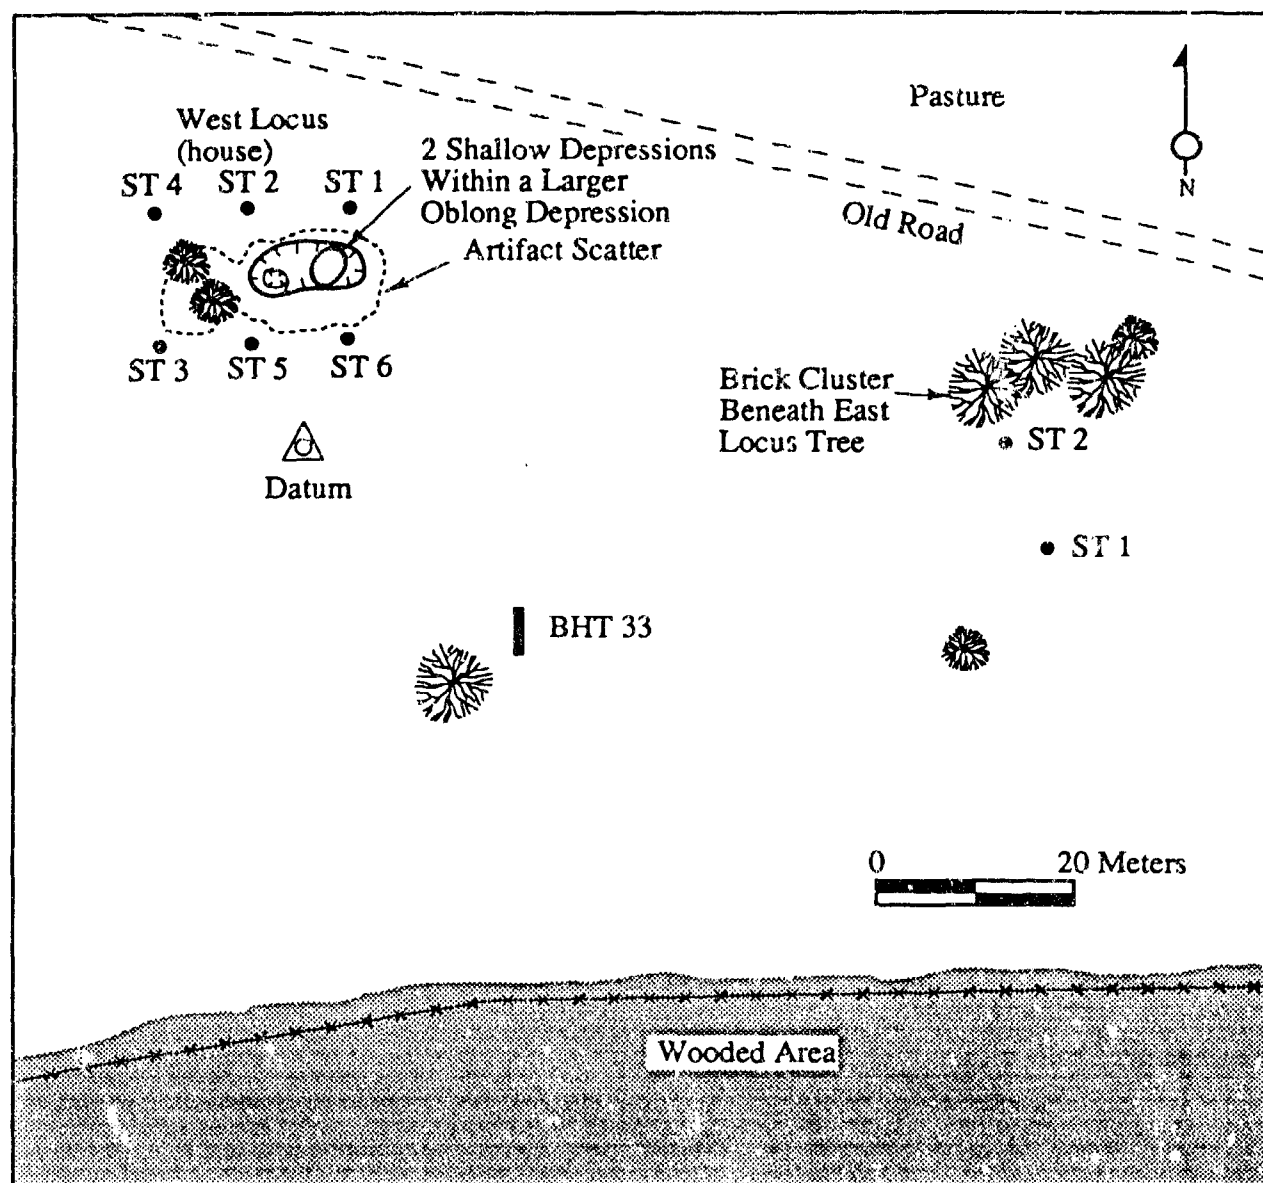 Pasture
N
West Locus
(house)
ST 4 ST 2 ST 1
2 Shallow Depressions
Within a Larger
Oblong Depression
Artifact Scatter
Old Road
ST 3 ST 5 ST 6
Brick Cluster
Beneath East
Locus Tree
ST 2
Datum
ST 1
BHT 33
0 20 Meters
Wooded Area